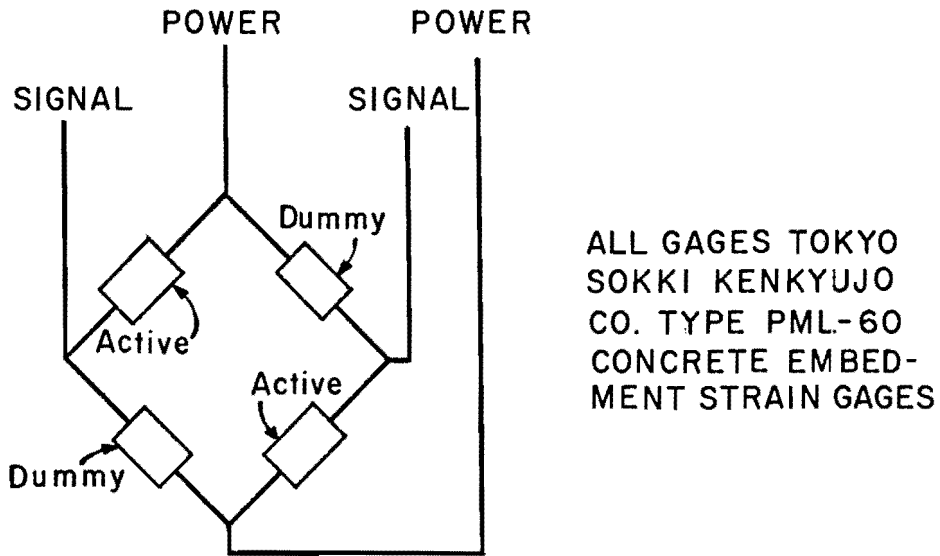 POWER
POWER
SIGNAL
SIGNAL
Dummy
Active
Active
Dummy
ALL GAGES TOKYO
SOKKI KENKYUJO
CO. TYPE PML-60
CONCRETE EMBED-
MENT STRAIN GAGES